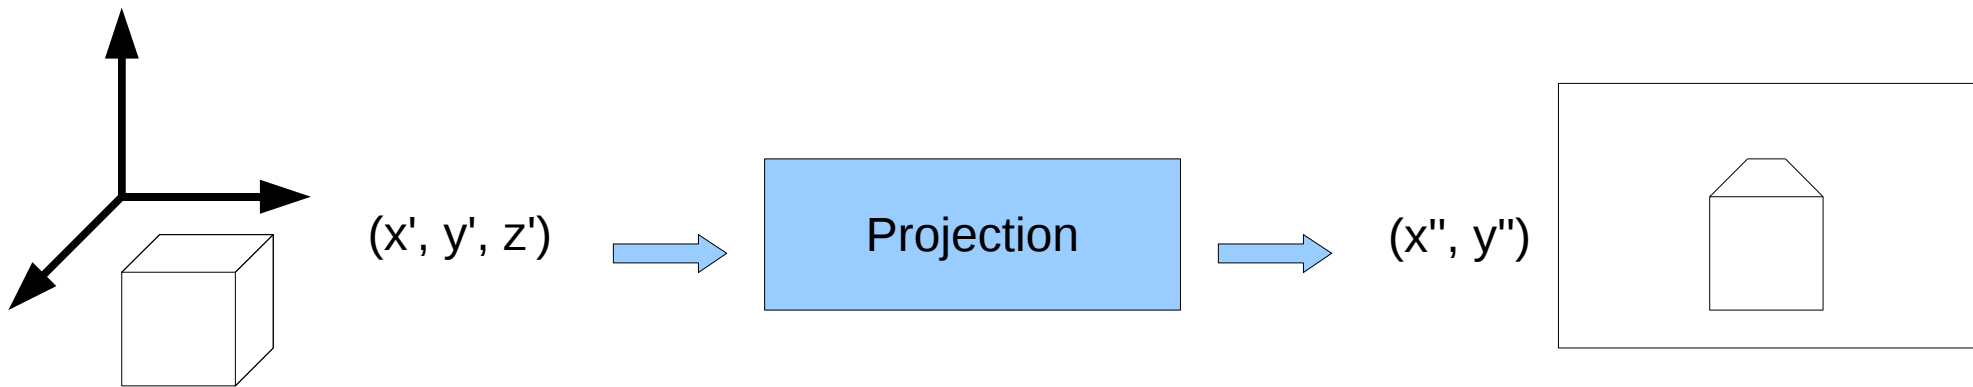 (x', y', z')
Projection
(x", y")